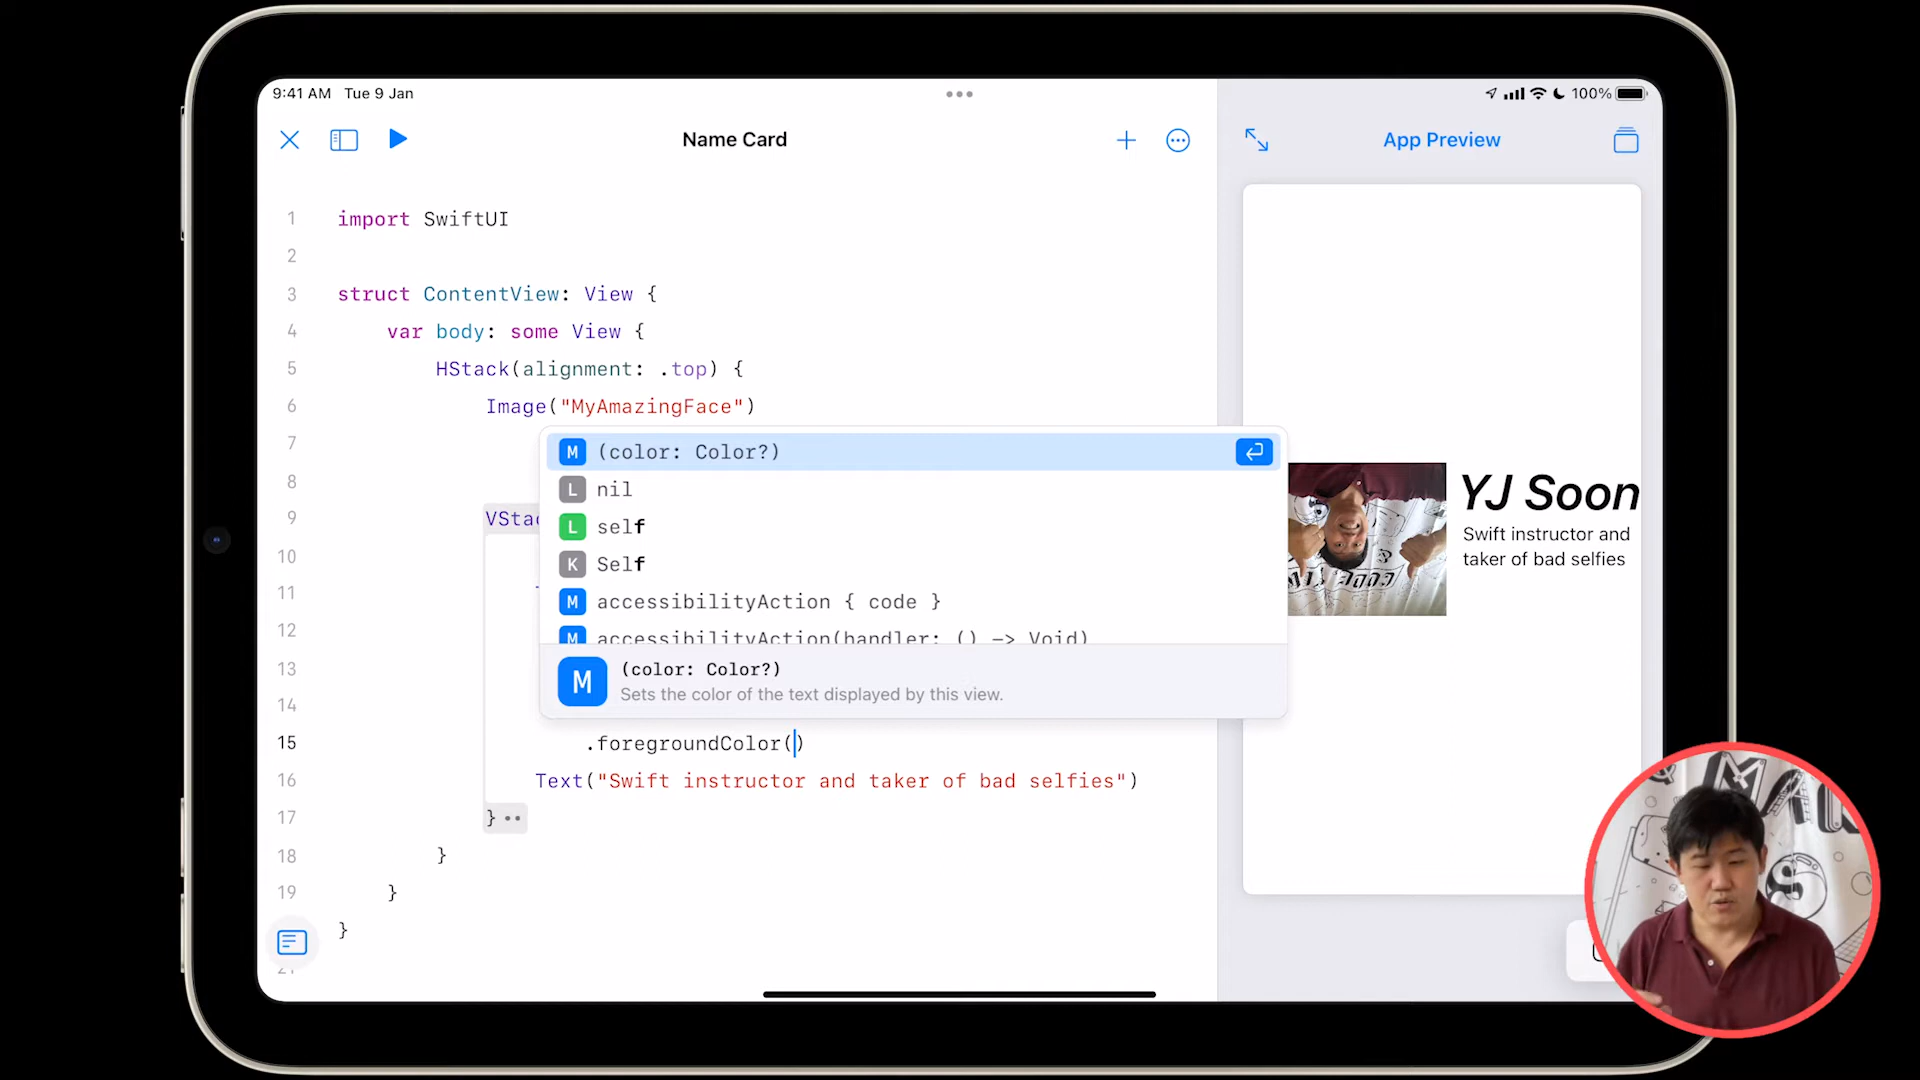 9:41 AM Tue 9 Jan
100%
Name Card
App Preview
1 import SwiftUI
2
3 struct ContentView: View {
4 var body: some View {
5 HStack(alignment: .top) {
6 Image("MyAmazingFace")
7
8
9 VStac
10
11
12
13
14
15 .foregroundColor()
16 Text("Swift instructor and taker of bad selfies")
17 } ••
18 }
19 }
}
M (color: Color?)
L nil
L self
K Self
M accessibilityAction { code }
M accessibilityAction(handler: () -> Void)
M (color: Color?)
Sets the color of the text displayed by this view.
YJ Soon
Swift instructor and
taker of bad selfies